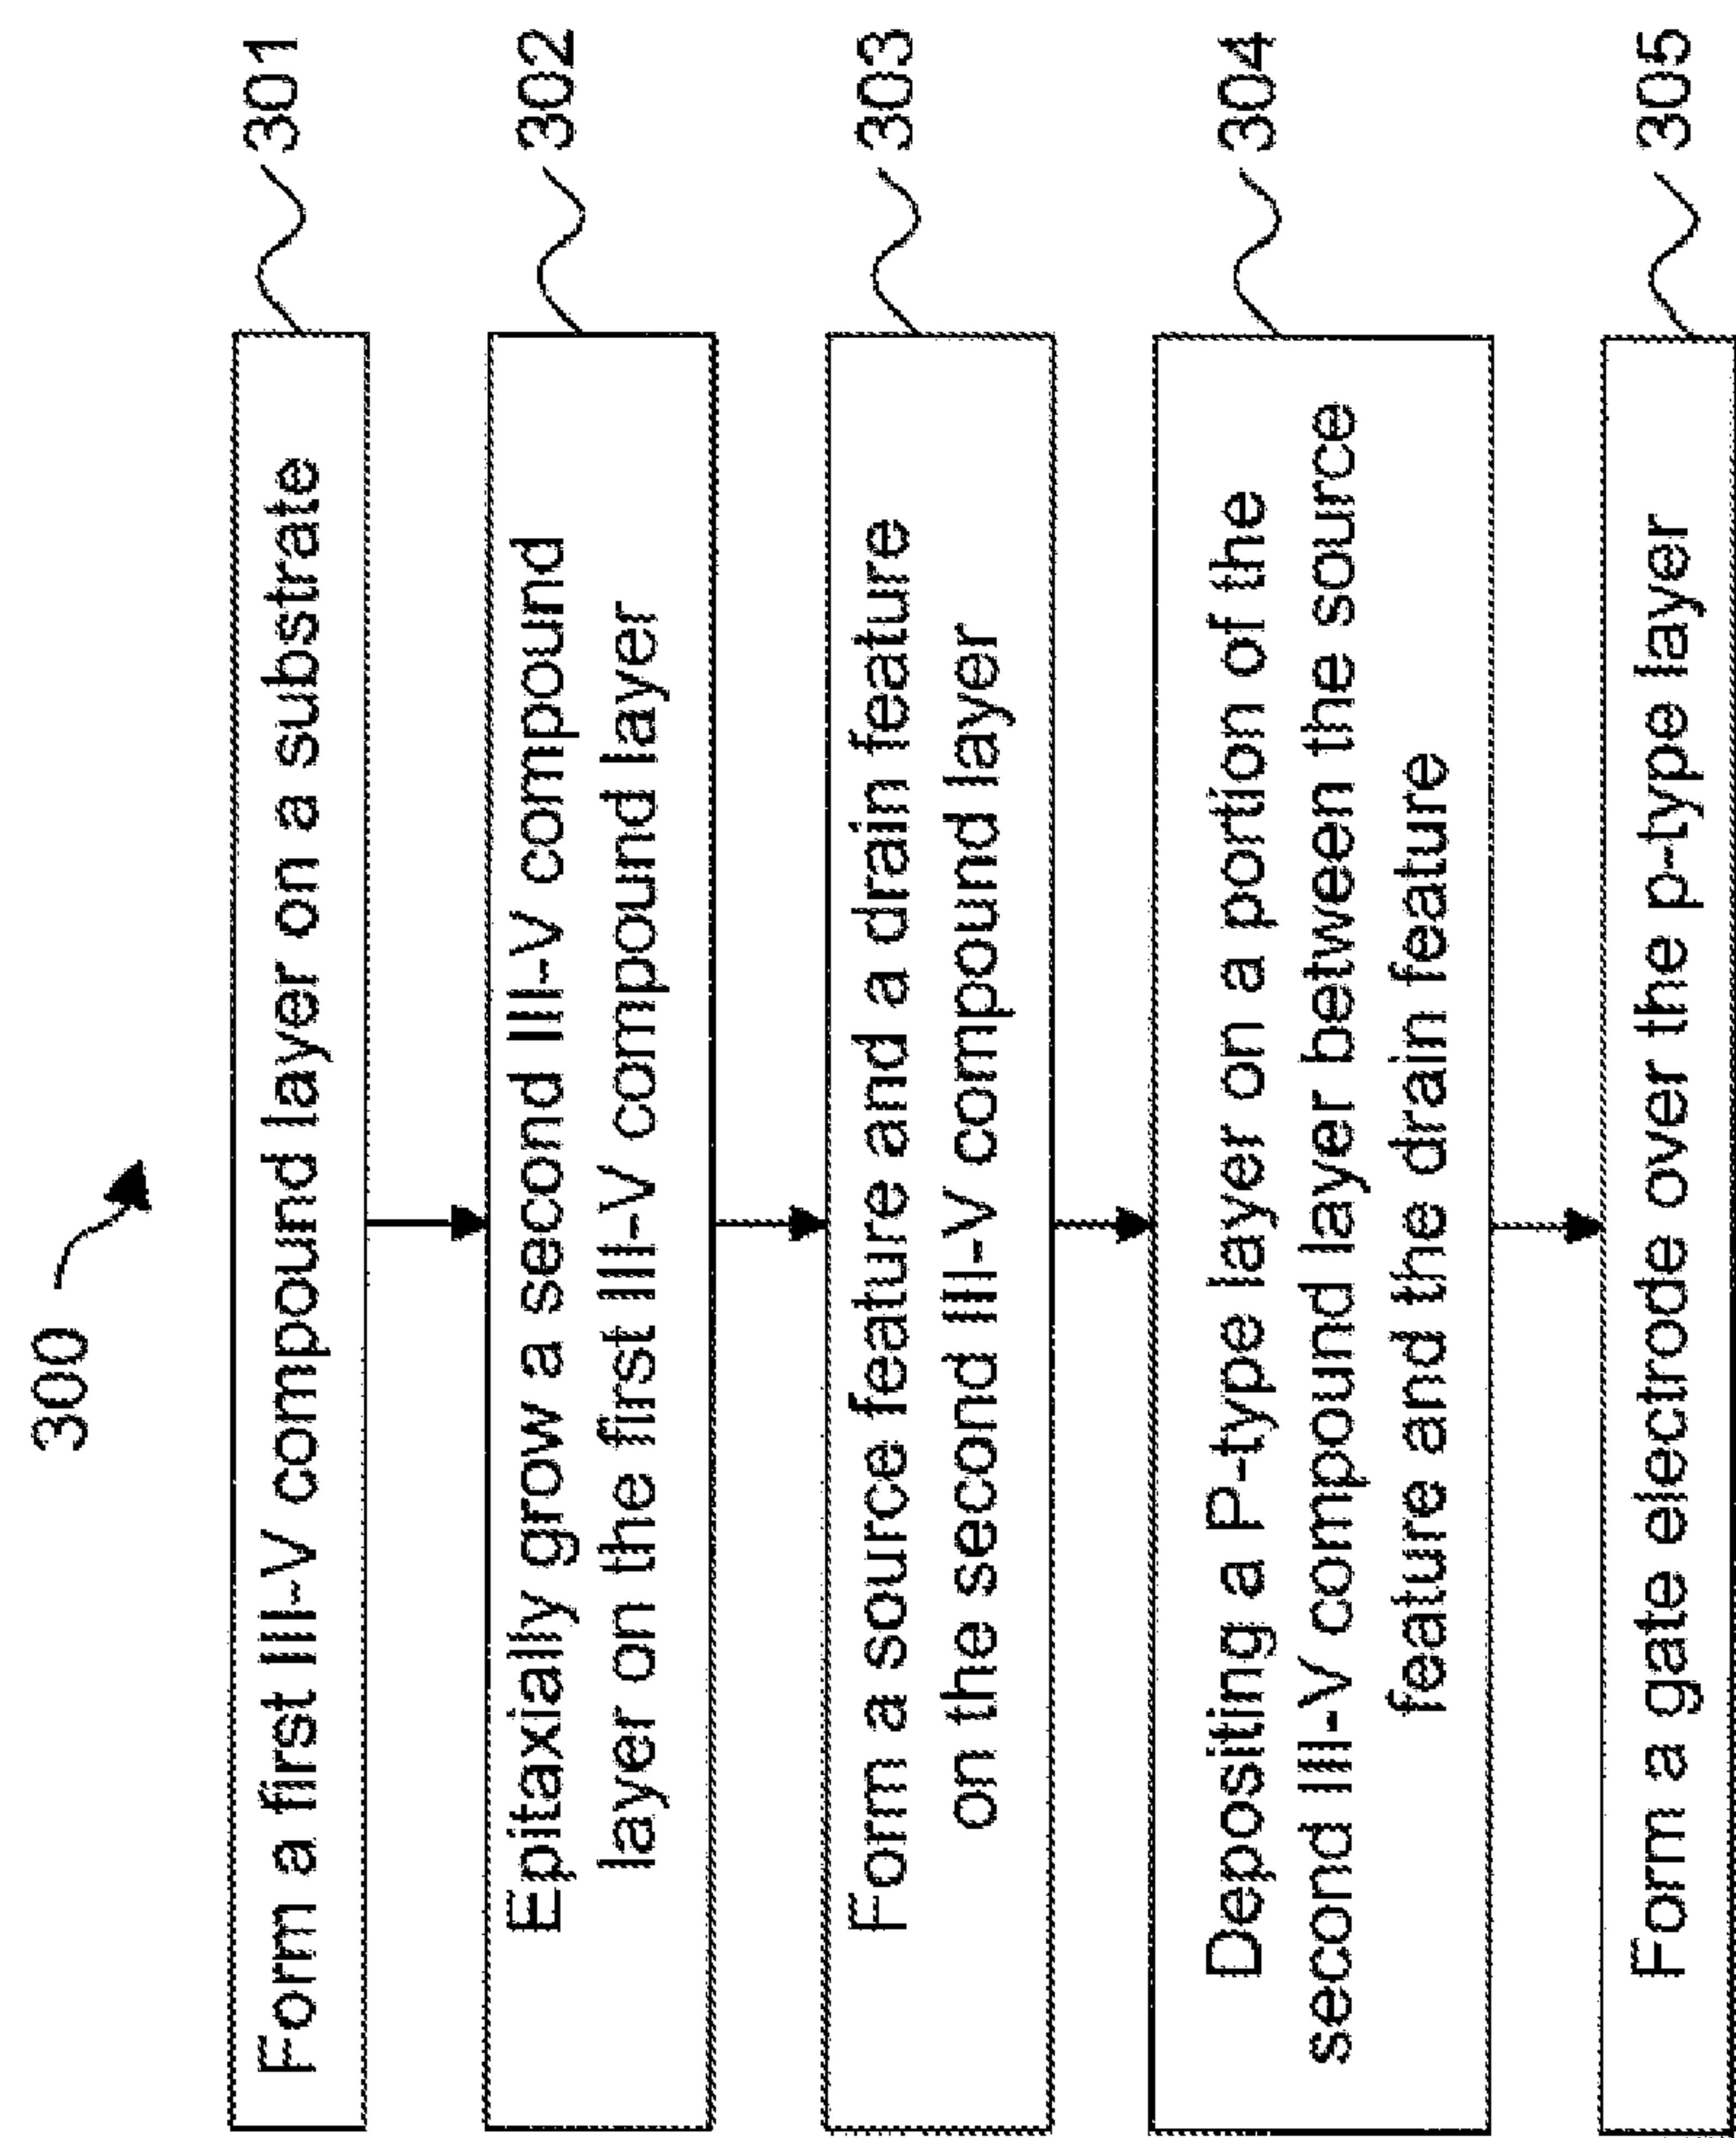 300
Form a first III-V compound layer on a substrate
301
Epitaxially grow a second III-V compound
layer on the first III-V compound layer
302
Form a source feature and a drain feature
on the second III-V compound layer
303
Depositing a P-type layer on a portion of the
second III-V compound layer between the source
feature and the drain feature
304
Form a gate electrode over the p-type layer
305